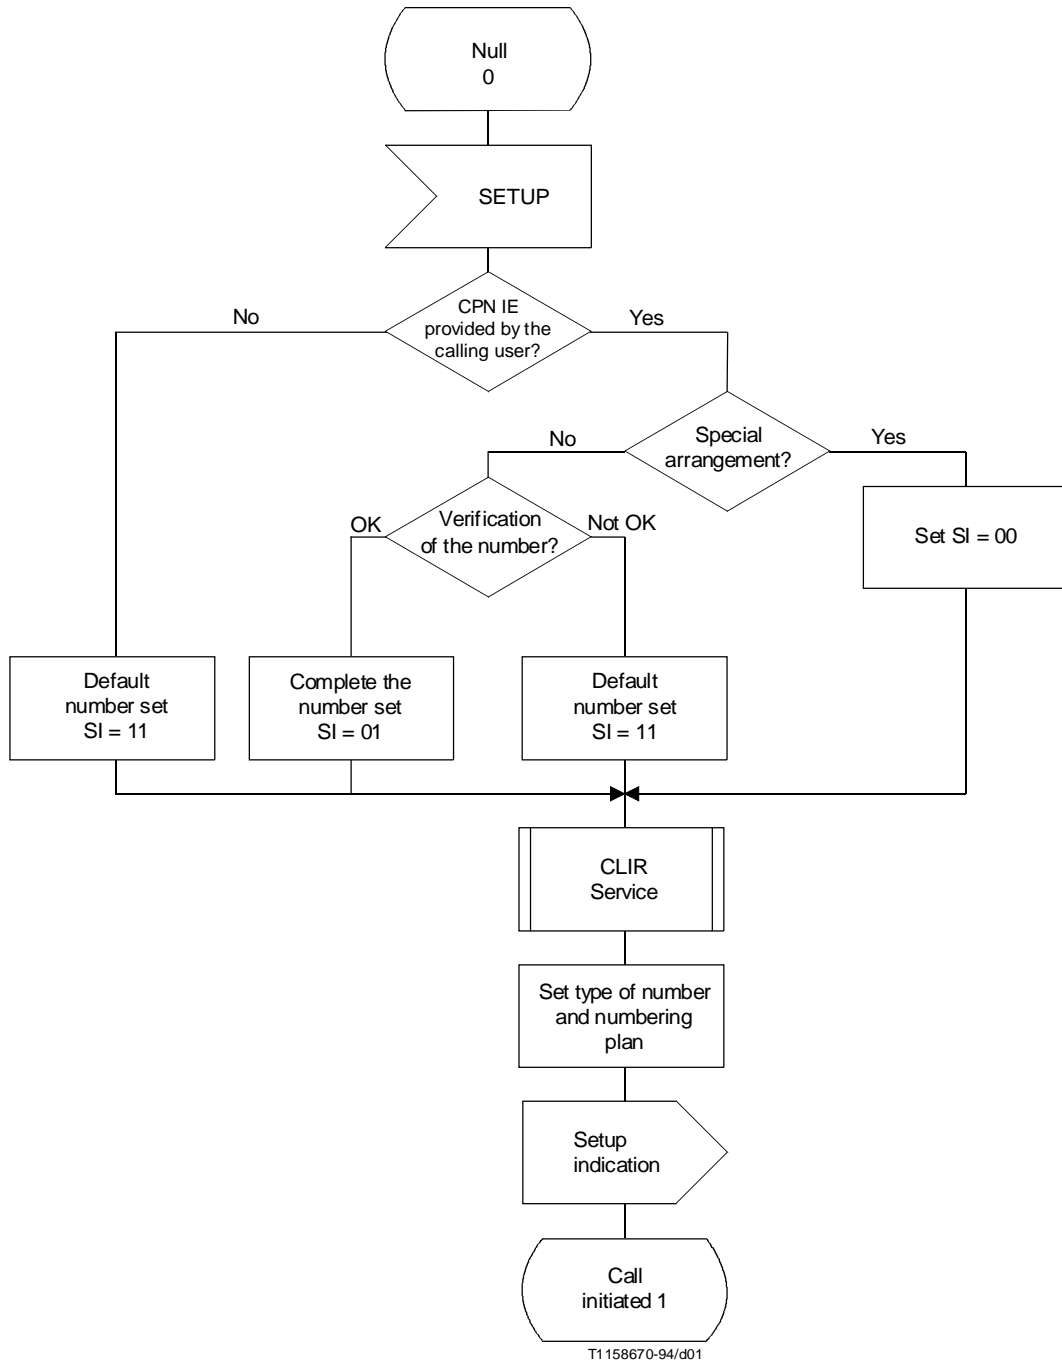 Null
0
SETUP
CPN IE
provided by the
calling user?
No
Yes
Special
arrangement?
No
Yes
Verification
of the number?
OK
Not OK
Set SI = 00
Default
number set
SI = 11
Complete the
number set
SI = 01
Default
number set
SI = 11
CLIR
Service
Set type of number
and numbering
plan
Setup
indication
Call
initiated 1
T1158670-94/d01